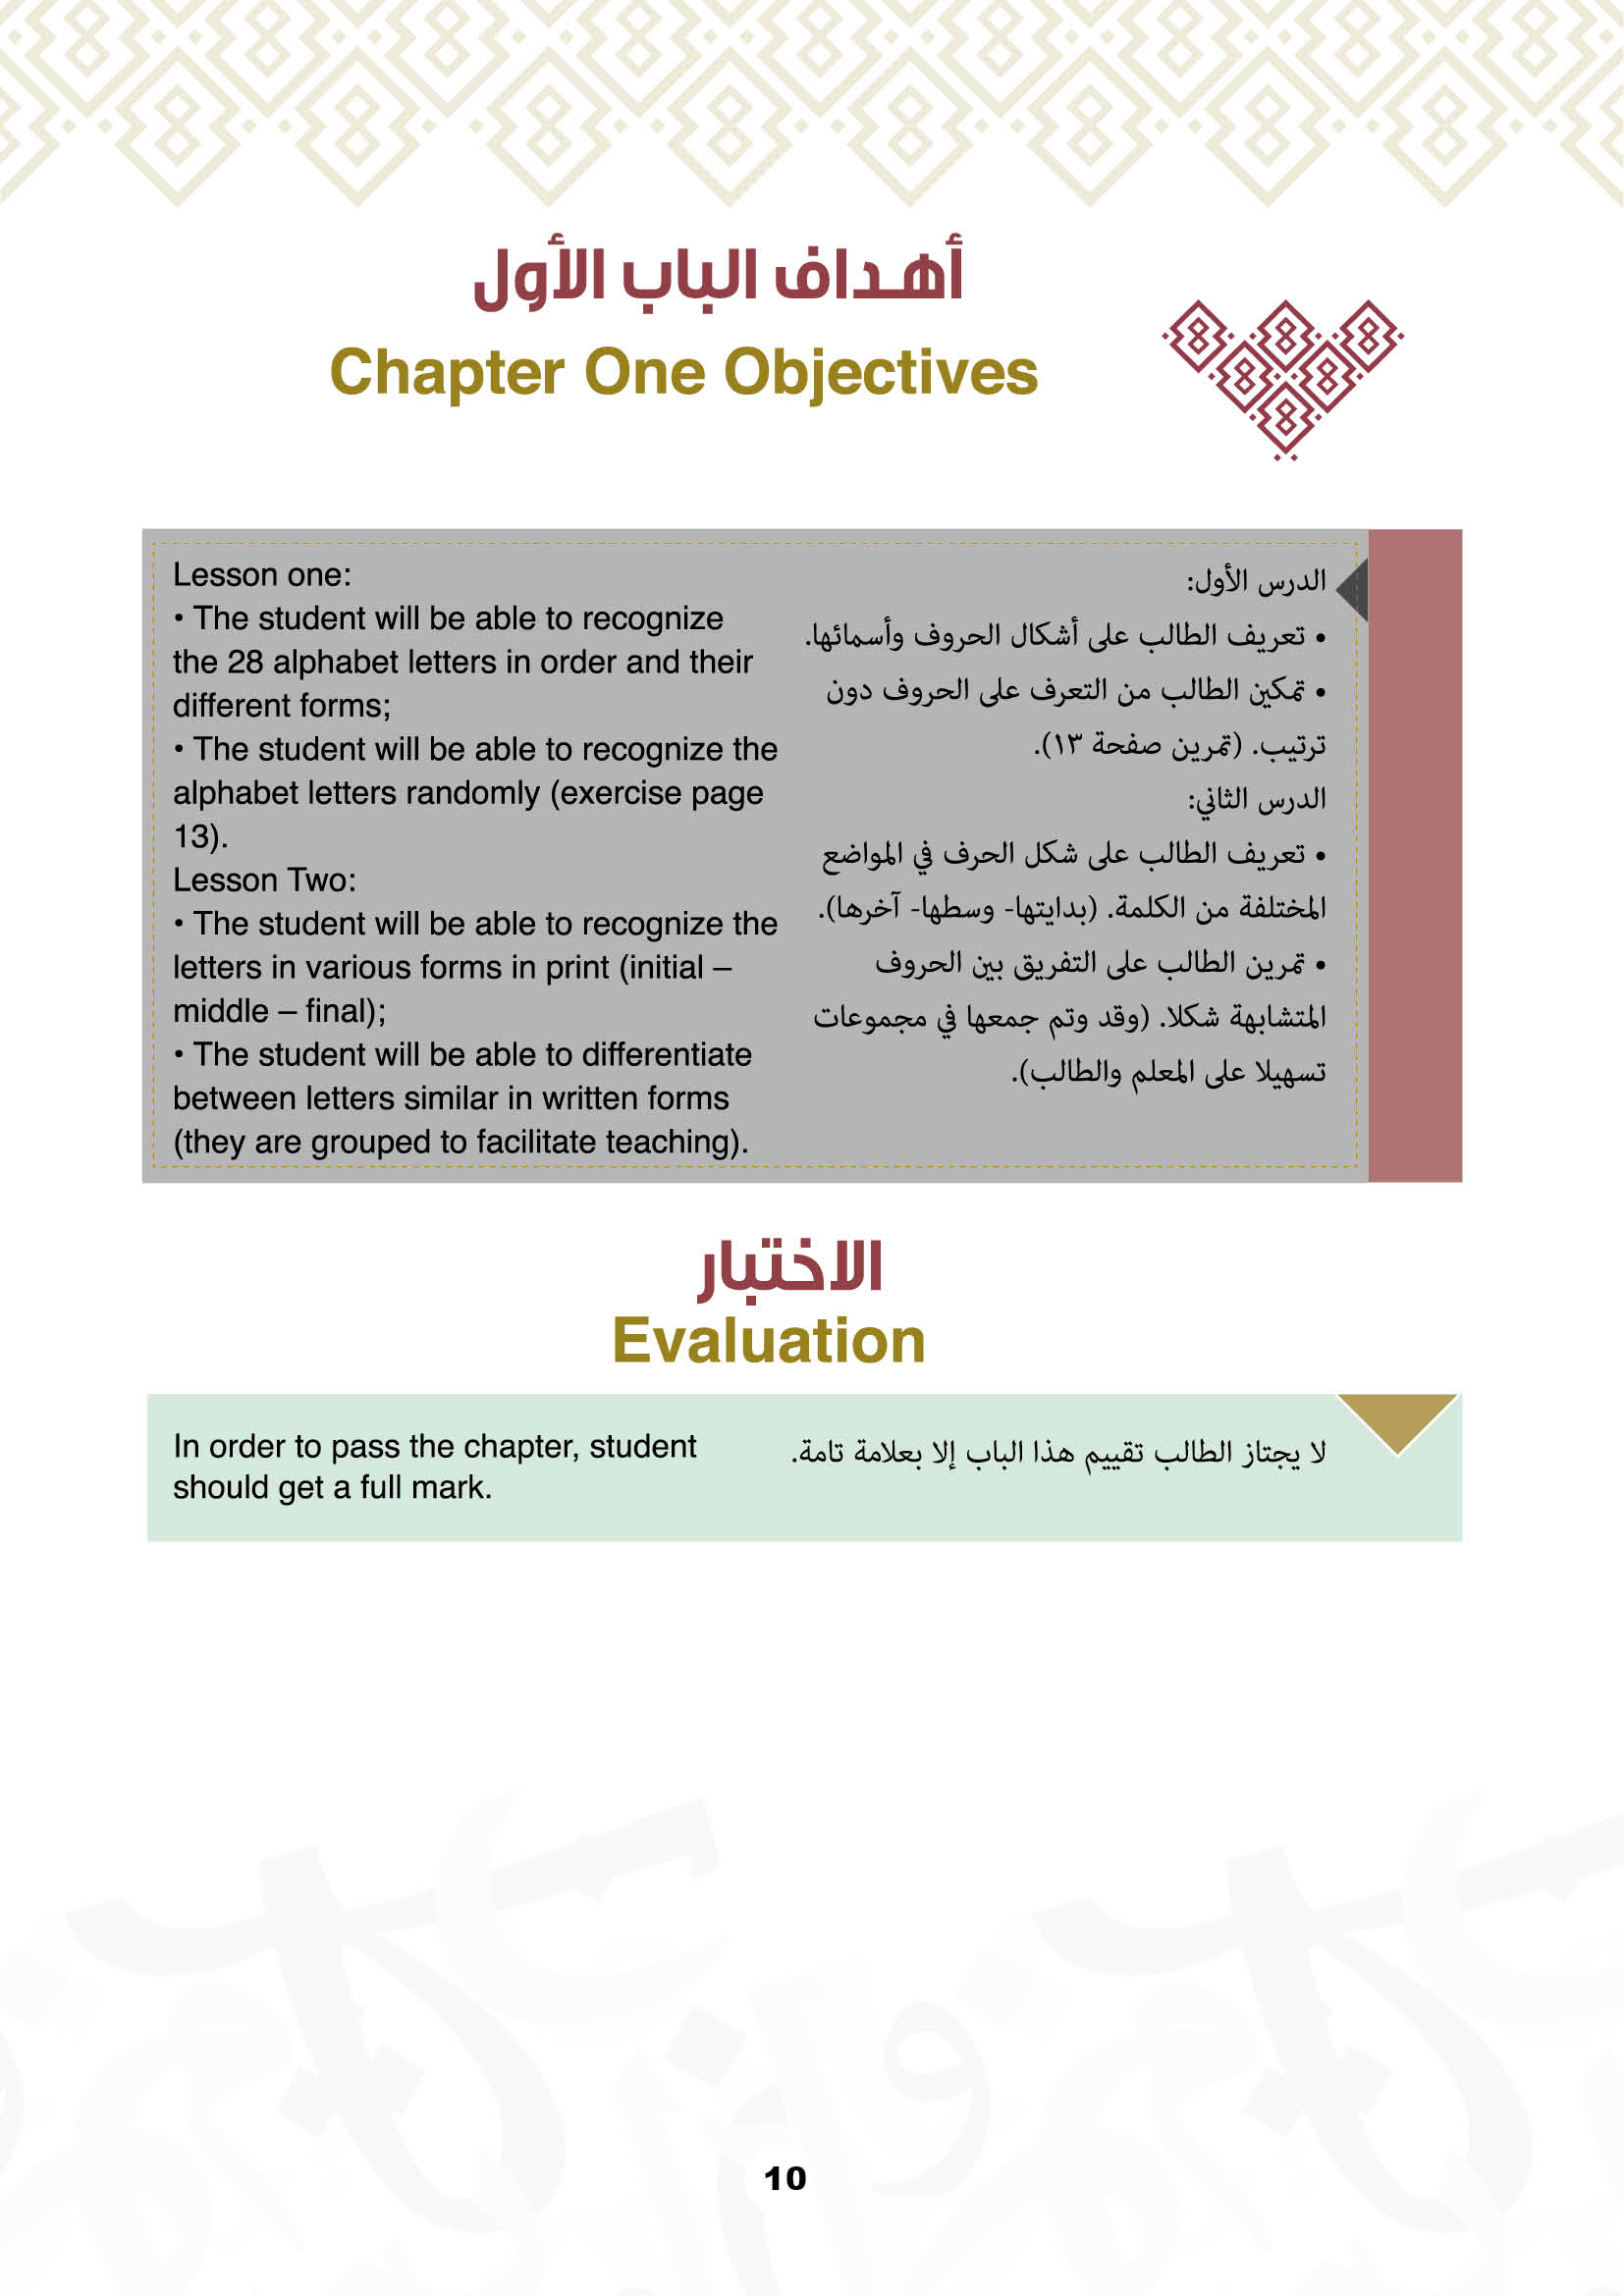 أهـداف الباب الأول
Chapter One Objectives
Lesson one:
• The student will be able to recognize
the 28 alphabet letters in order and their
different forms;
• The student will be able to recognize the
alphabet letters randomly (exercise page
13).
Lesson Two:
• The student will be able to recognize the
letters in various forms in print (initial –
middle – final);
• The student will be able to differentiate
between letters similar in written forms
(they are grouped to facilitate teaching).
الدرس الأول:
• تعريف الطالب على أشكال الحروف وأسمائها.
• تمكين الطالب من التعرف على الحروف دون
ترتيب. (تمرين صفحة ١٣).
الدرس الثاني:
• تعريف الطالب على شكل الحرف في المواضع
المختلفة من الكلمة. (بدايتها- وسطها- آخرها).
• تمرين الطالب على التفريق بين الحروف
المتشابهة شكلا. (وقد وتم جمعها في مجموعات
تسهيلا على المعلم والطالب).
الاختبار
Evaluation
In order to pass the chapter, student
should get a full mark.
لا يجتاز الطالب تقييم هذا الباب إلا بعلامة تامة.
10